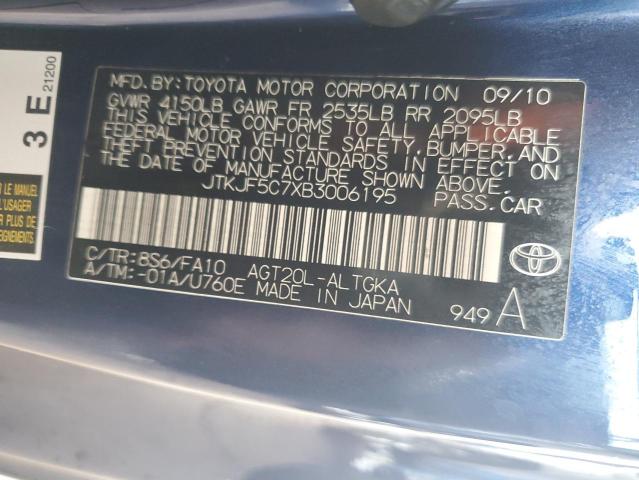 MFD.BY:TOYOTA MOTOR CORPORATION 09/10
GVWR 4150LB GAWR FR 2535LB RR 2095LB
THIS VEHICLE CONFORMS TO ALL APPLICABLE
FEDERAL MOTOR VEHICLE SAFETY,BUMPER,AND
THEFT PREVENTION STANDARDS IN EFFECT ON
THE DATE OF MANUFACTURE SHOWN ABOVE.
JTKJF5C7XB3006195 PASS.CAR
C/TR:8S6/FA10 AGT20L-ALTGKA
A/TM:-01A/U760E MADE IN JAPAN
949 A
3 E
21200
LE MANUEL
L'USAGER
PLUS DE